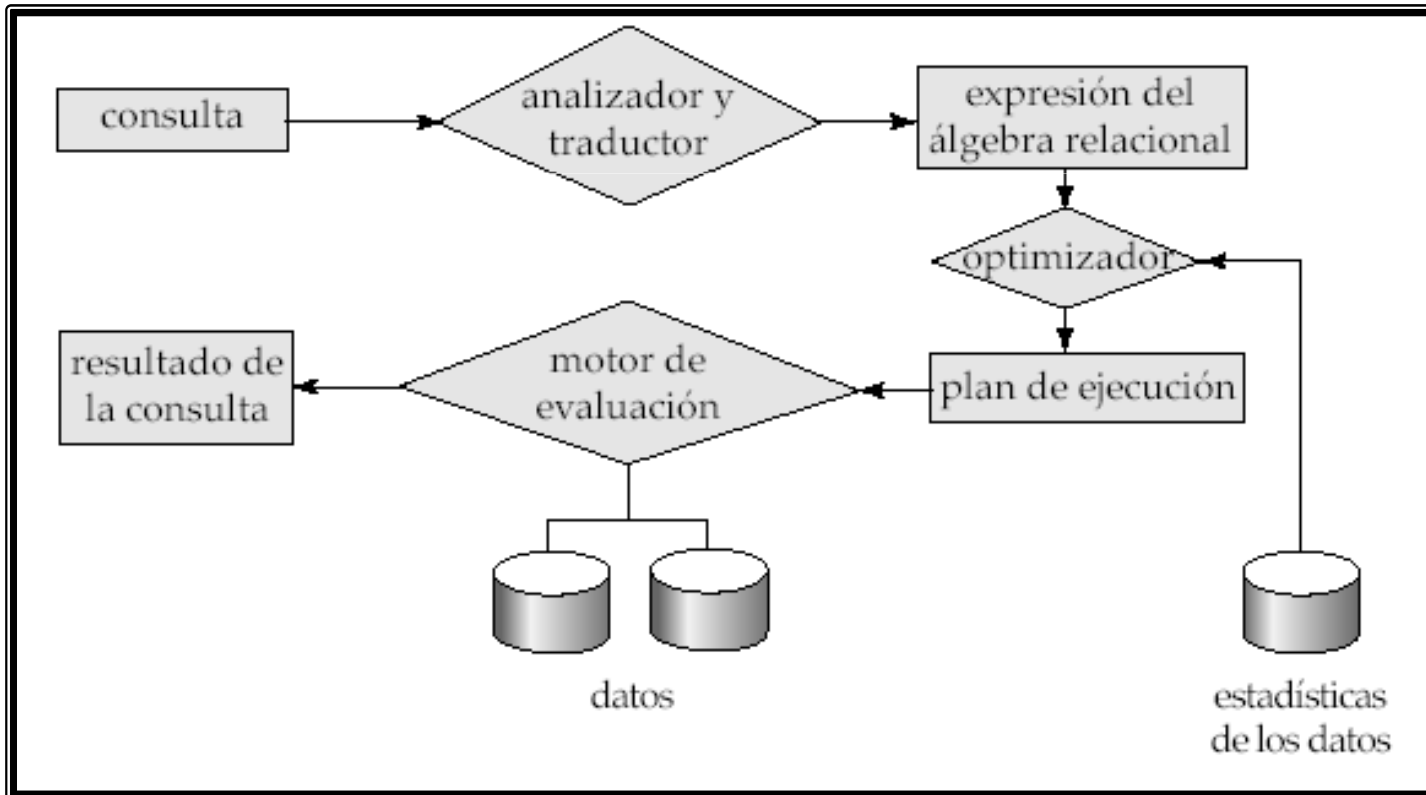 consulta
analizador y
traductor
expresión del
álgebra relacional
optimizador
plan de ejecución
motor de
evaluación
resultado de
la consulta
datos
estadísticas
de los datos